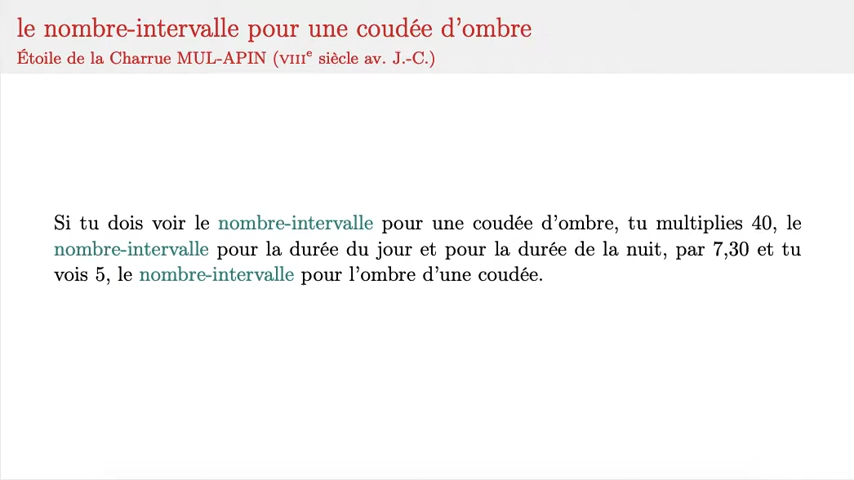 le nombre-intervalle pour une coudée d’ombre
Étoile de la Charrue MUL-APIN (VIIIe siècle av. J.-C.)
Si tu dois voir le nombre-intervalle pour une coudée d’ombre, tu multiplies 40, le
nombre-intervalle pour la durée du jour et pour la durée de la nuit, par 7,30 et tu
vois 5, le nombre-intervalle pour l’ombre d’une coudée.